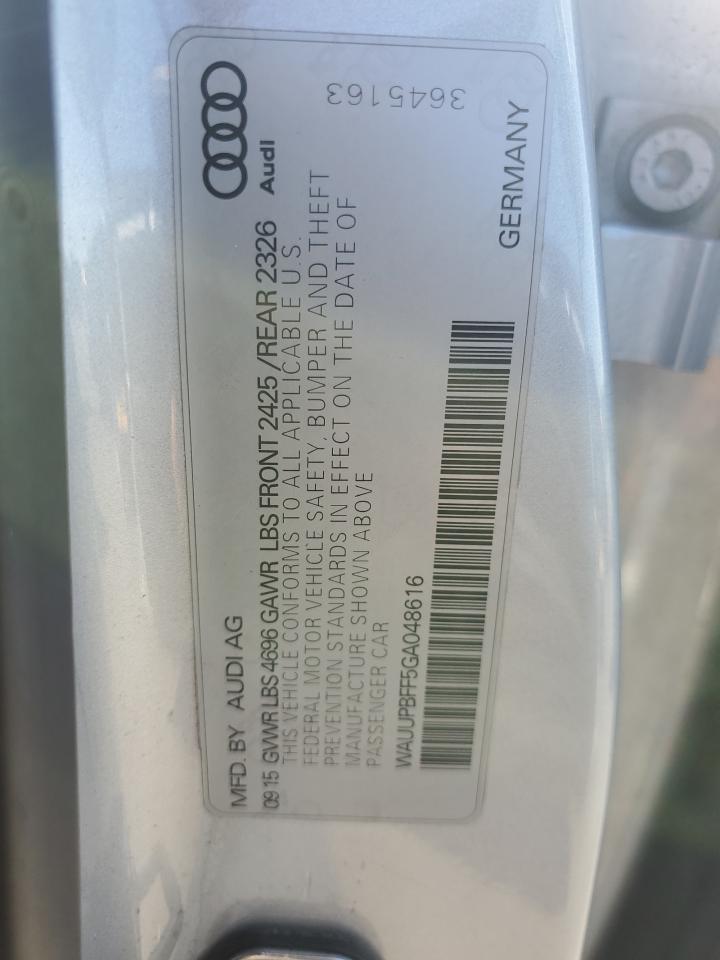 MFD. BY AUDI AG
09 15 GVWR LBS 4696 GAWR LBS FRONT 2425 /REAR 2326
THIS VEHICLE CONFORMS TO ALL APPLICABLE U.S.
FEDERAL MOTOR VEHICLE SAFETY, BUMPER AND THEFT
PREVENTION STANDARDS IN EFFECT ON THE DATE OF
MANUFACTURE SHOWN ABOVE
PASSENGER CAR
WAUUPBFF5GA048616
Audi
3645163
GERMANY